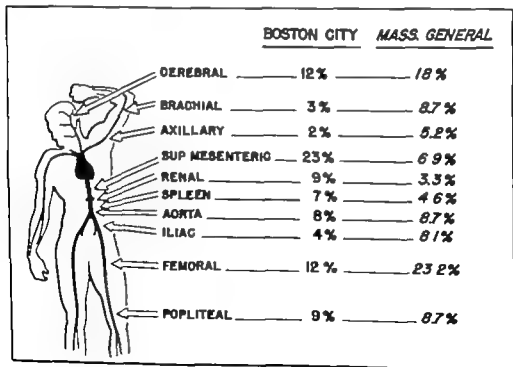 BOSTON CITY MASS. GENERAL
CEREBRAL 12% 18%
BRACHIAL 3% 8.7%
AXILLARY 2% 5.2%
SUP MESENTERIC 23% 6.9%
RENAL 9% 3.3%
SPLEEN 7% 4.6%
AORTA 8% 8.7%
ILIAC 4% 8.1%
FEMORAL 12% 23.2%
POPLITEAL 9% 8.7%